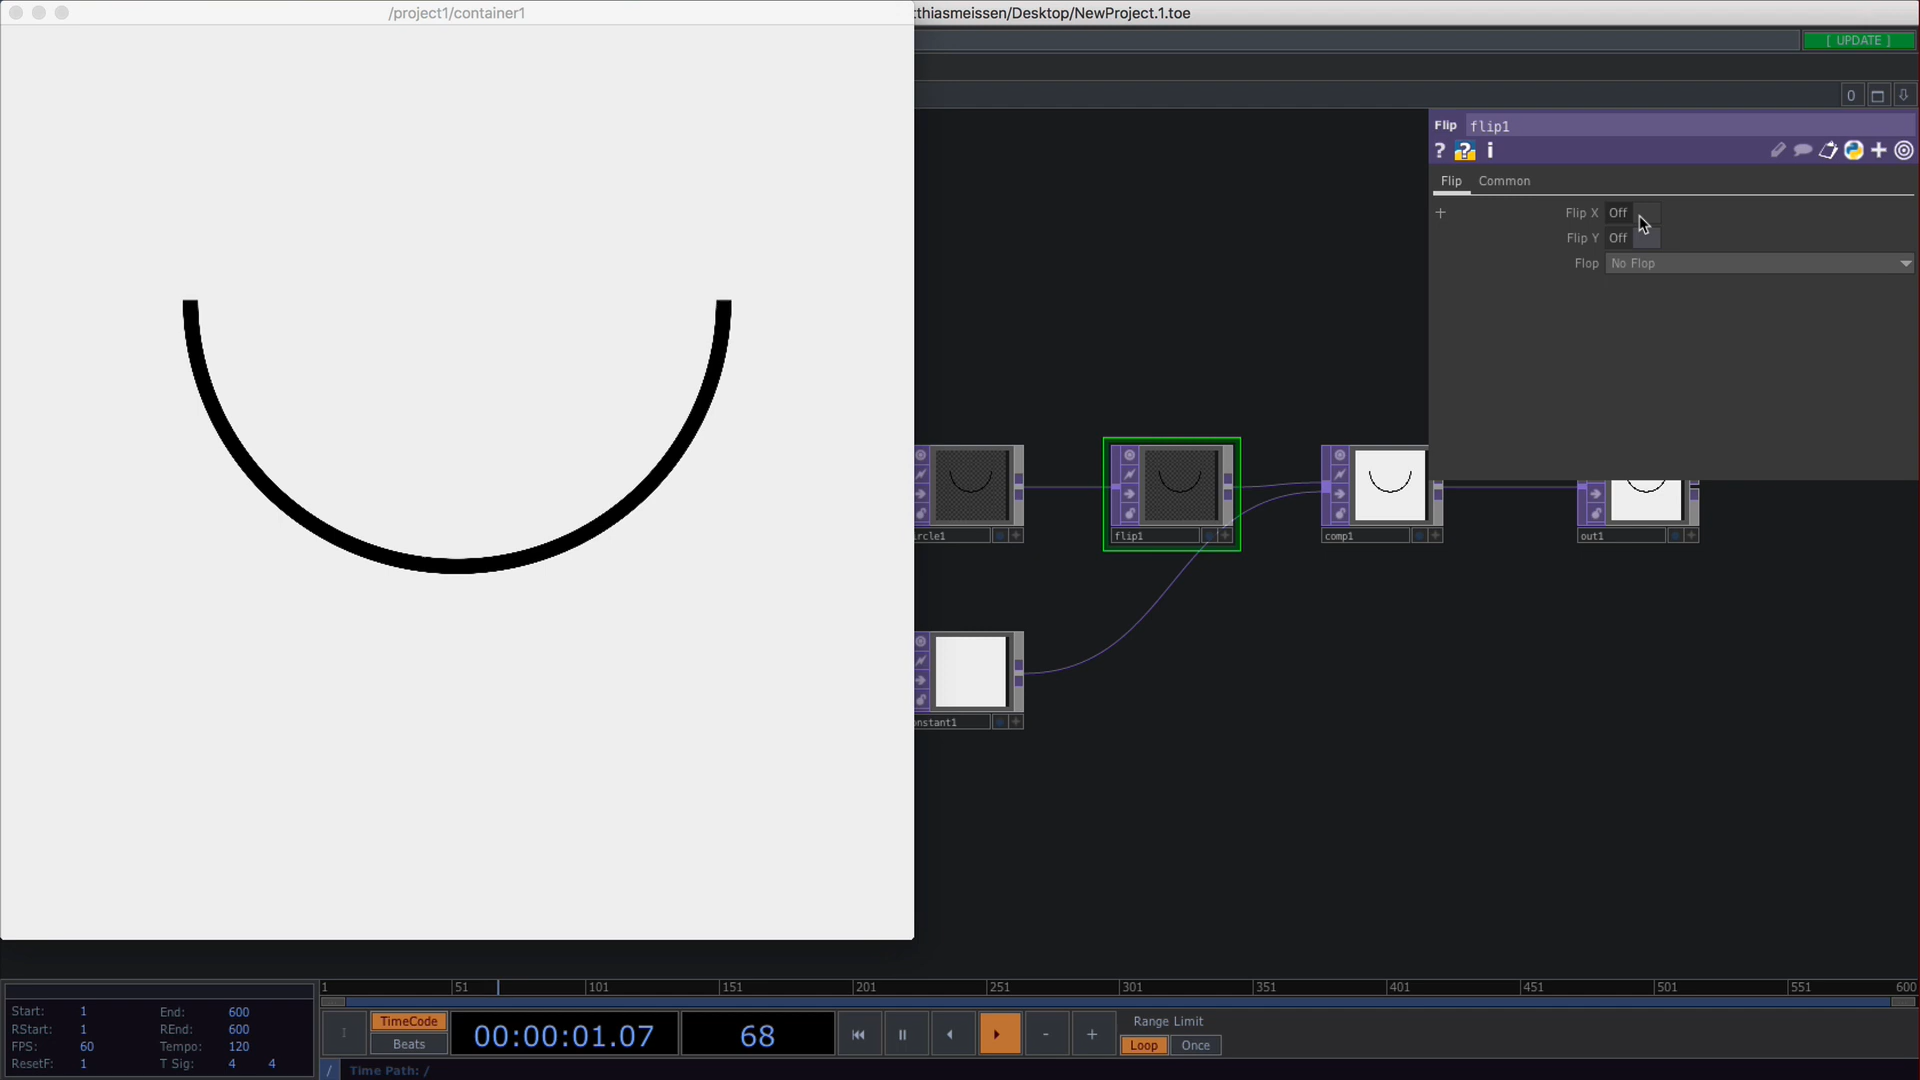 /project1/container1
tthiasmeissen/Desktop/NewProject.1.toe
[ UPDATE ]
0
Flip flip1
? ? i
Flip Common
+ Flip X Off
Flip Y Off
Flop No Flop
ircle1
flip1
comp1
out1
onstant1
1 51 101 151 201 251 301 351 401 451 501 551 600
Start: 1 End: 600
RStart: 1 REnd: 600
FPS: 60 Tempo: 120
ResetF: 1 T Sig: 4 4
TimeCode
Beats
00:00:01.07
68
- +
Range Limit
Loop Once
/ Time Path: /